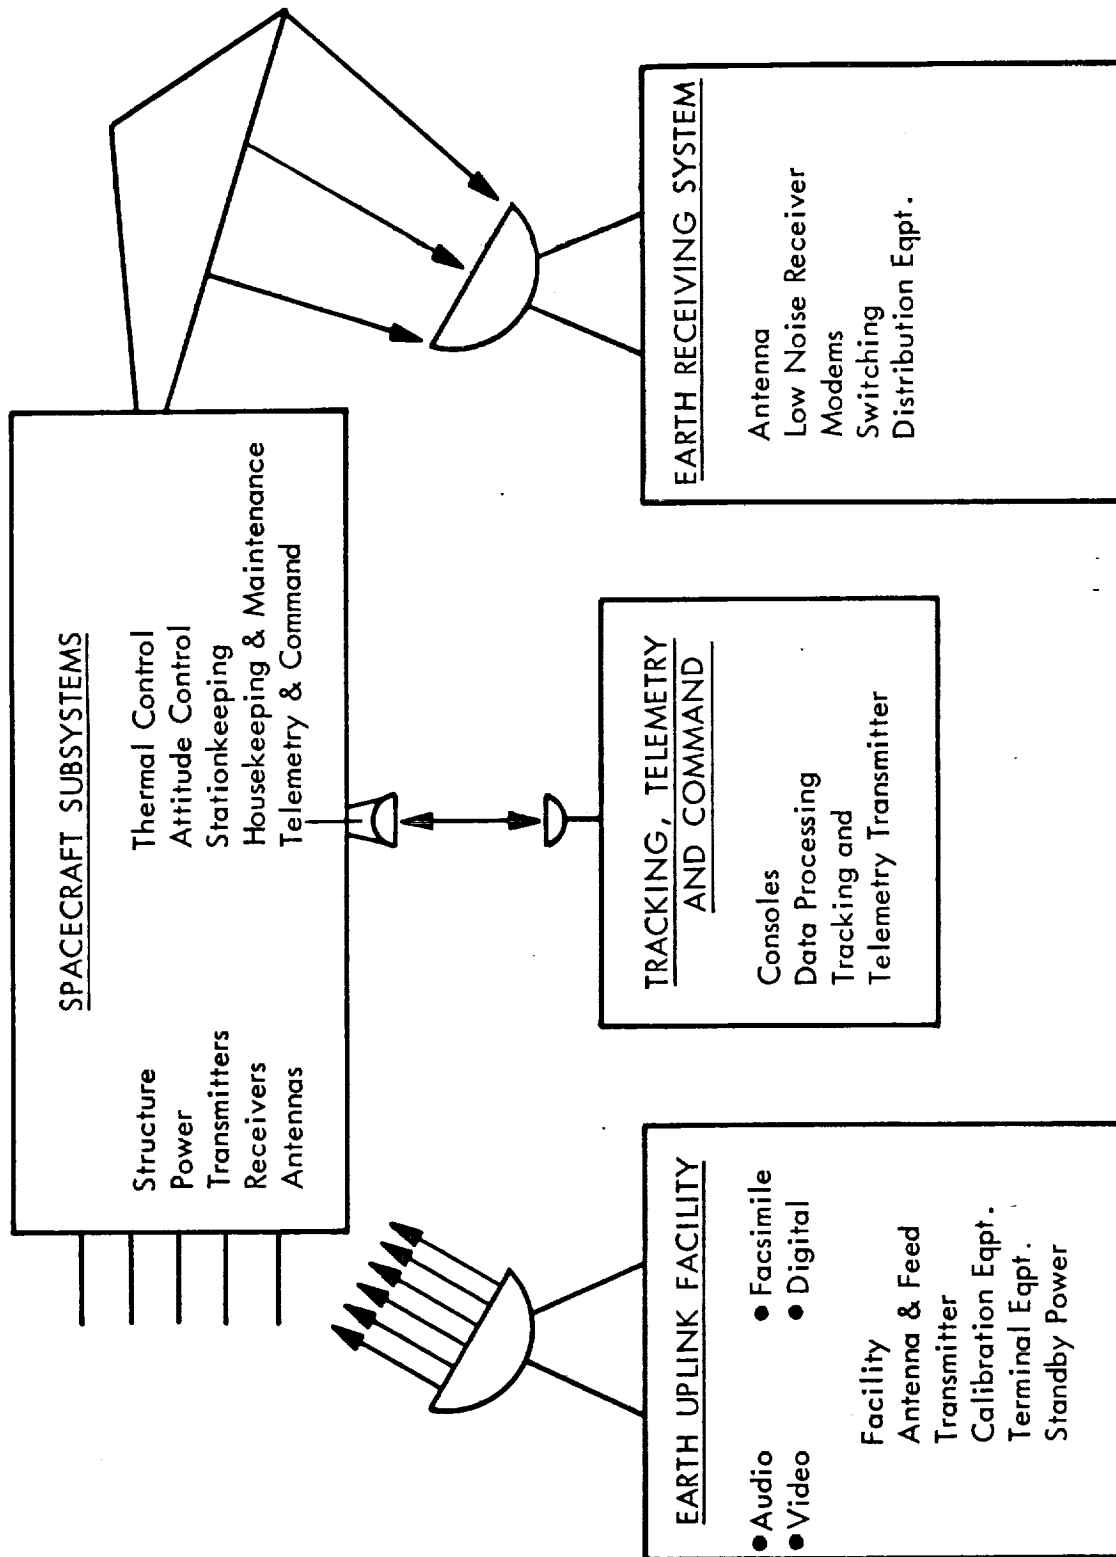 SPACECRAFT SUBSYSTEMS
Structure
Power
Transmitters
Receivers
Antennas
Thermal Control
Attitude Control
Stationkeeping
Housekeeping & Maintenance
Telemetry & Command
EARTH UPLINK FACILITY
● Audio
● Video
● Facsimile
● Digital
Facility
Antenna & Feed
Transmitter
Calibration Eqpt.
Terminal Eqpt.
Standby Power
TRACKING, TELEMETRY
AND COMMAND
Consoles
Data Processing
Tracking and
Telemetry Transmitter
EARTH RECEIVING SYSTEM
Antenna
Low Noise Receiver
Modems
Switching
Distribution Eqpt.